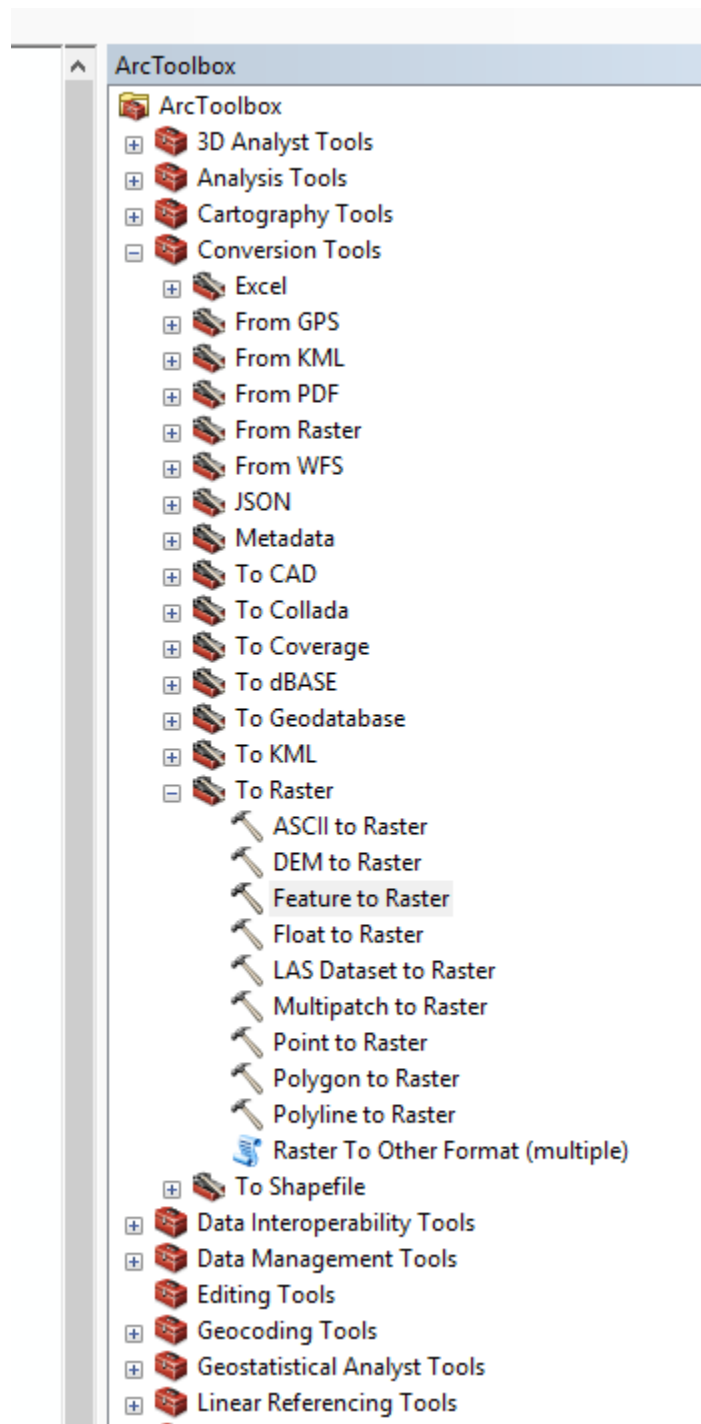 ArcToolbox
ArcToolbox
3D Analyst Tools
Analysis Tools
Cartography Tools
Conversion Tools
Excel
From GPS
From KML
From PDF
From Raster
From WFS
JSON
Metadata
To CAD
To Collada
To Coverage
To dBASE
To Geodatabase
To KML
To Raster
ASCII to Raster
DEM to Raster
Feature to Raster
Float to Raster
LAS Dataset to Raster
Multipatch to Raster
Point to Raster
Polygon to Raster
Polyline to Raster
Raster To Other Format (multiple)
To Shapefile
Data Interoperability Tools
Data Management Tools
Editing Tools
Geocoding Tools
Geostatistical Analyst Tools
Linear Referencing Tools